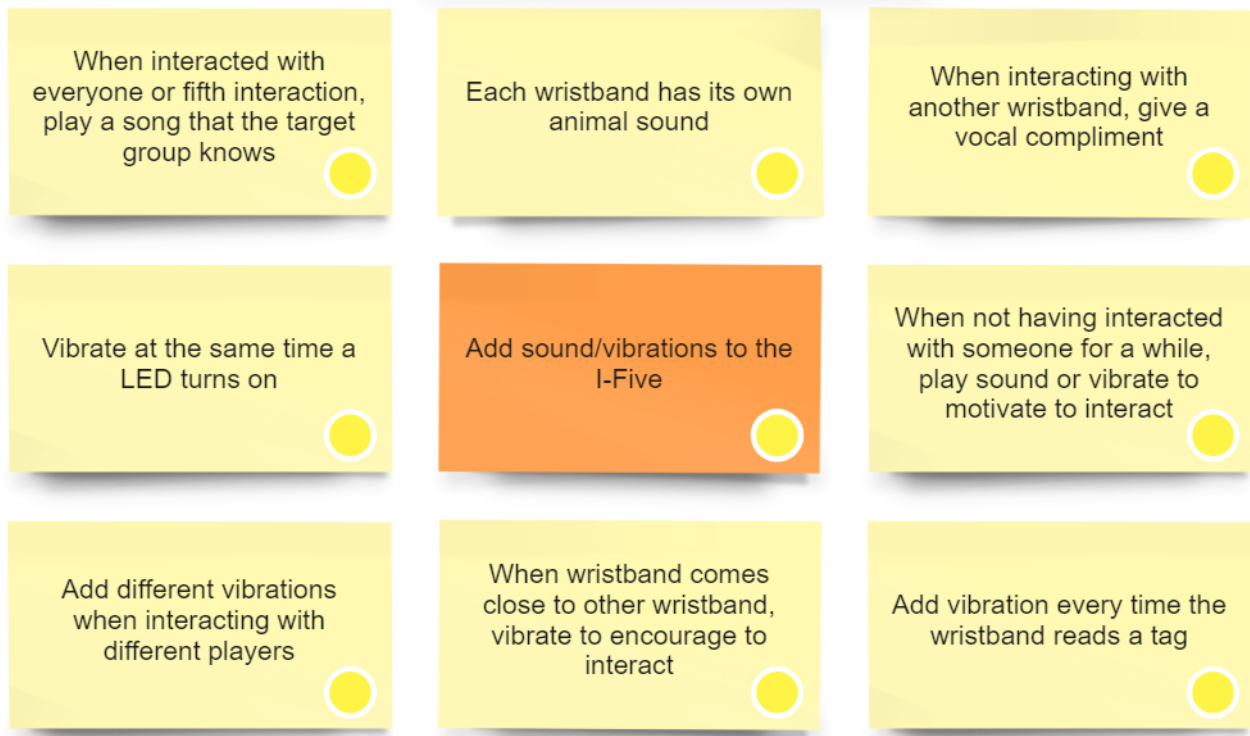 When interacted with
everyone or fifth interaction,
play a song that the target
group knows
Each wristband has its own
animal sound
When interacting with
another wristband, give a
vocal compliment
Vibrate at the same time a
LED turns on
Add sound/vibrations to the
I-Five
When not having interacted
with someone for a while,
play sound or vibrate to
motivate to interact
Add different vibrations
when interacting with
different players
When wristband comes
close to other wristband,
vibrate to encourage to
interact
Add vibration every time the
wristband reads a tag